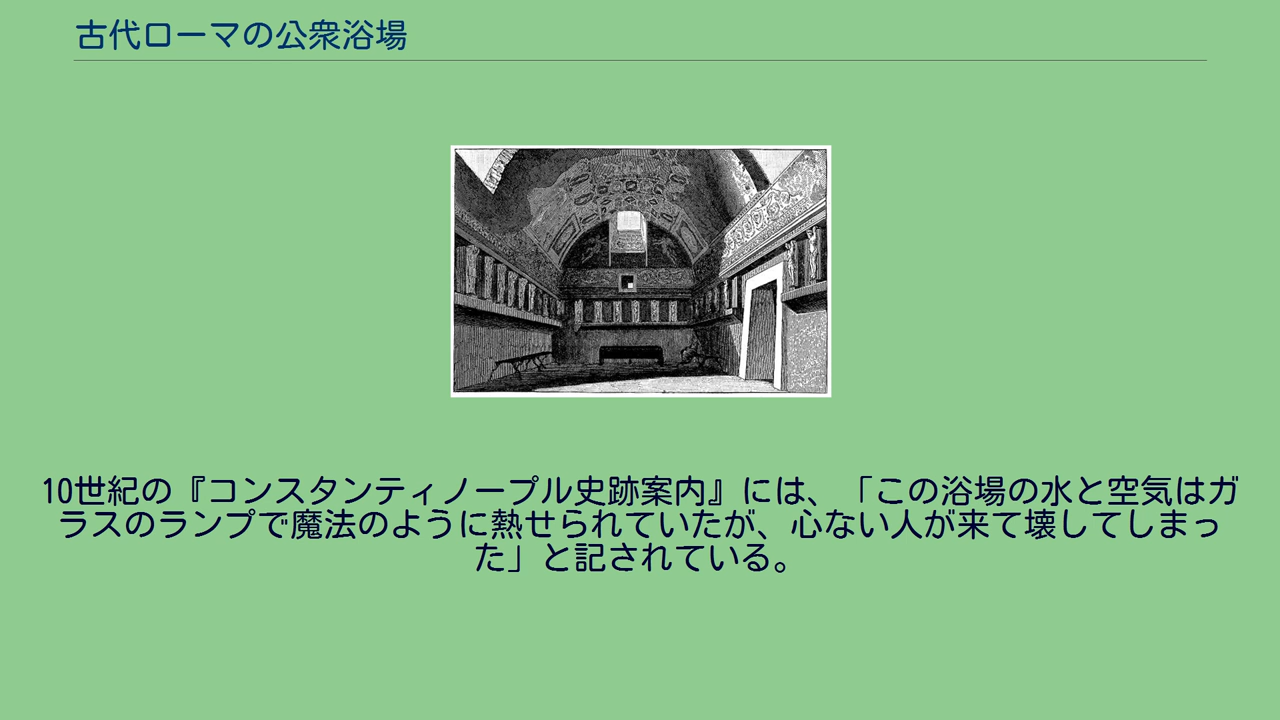 古代ローマの公衆浴場
10世紀の『コンスタンティノープル史跡案内』には、「この浴場の水と空気はガ
ラスのランプで魔法のように熱せられていたが、心ない人が来て壊してしまっ
た」と記されている。